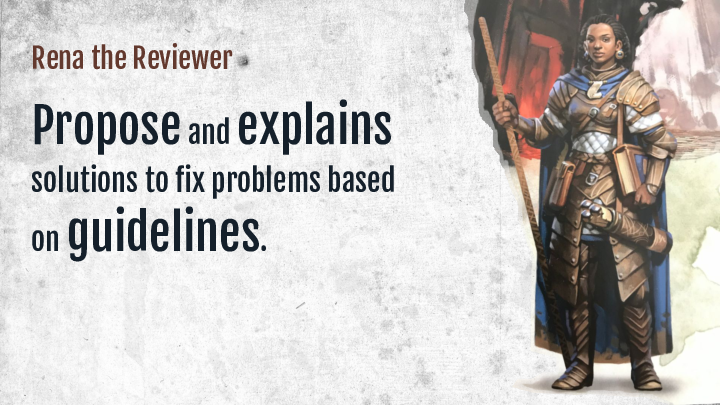 Rena the Reviewer
Propose and explains
solutions to fix problems based
on guidelines.